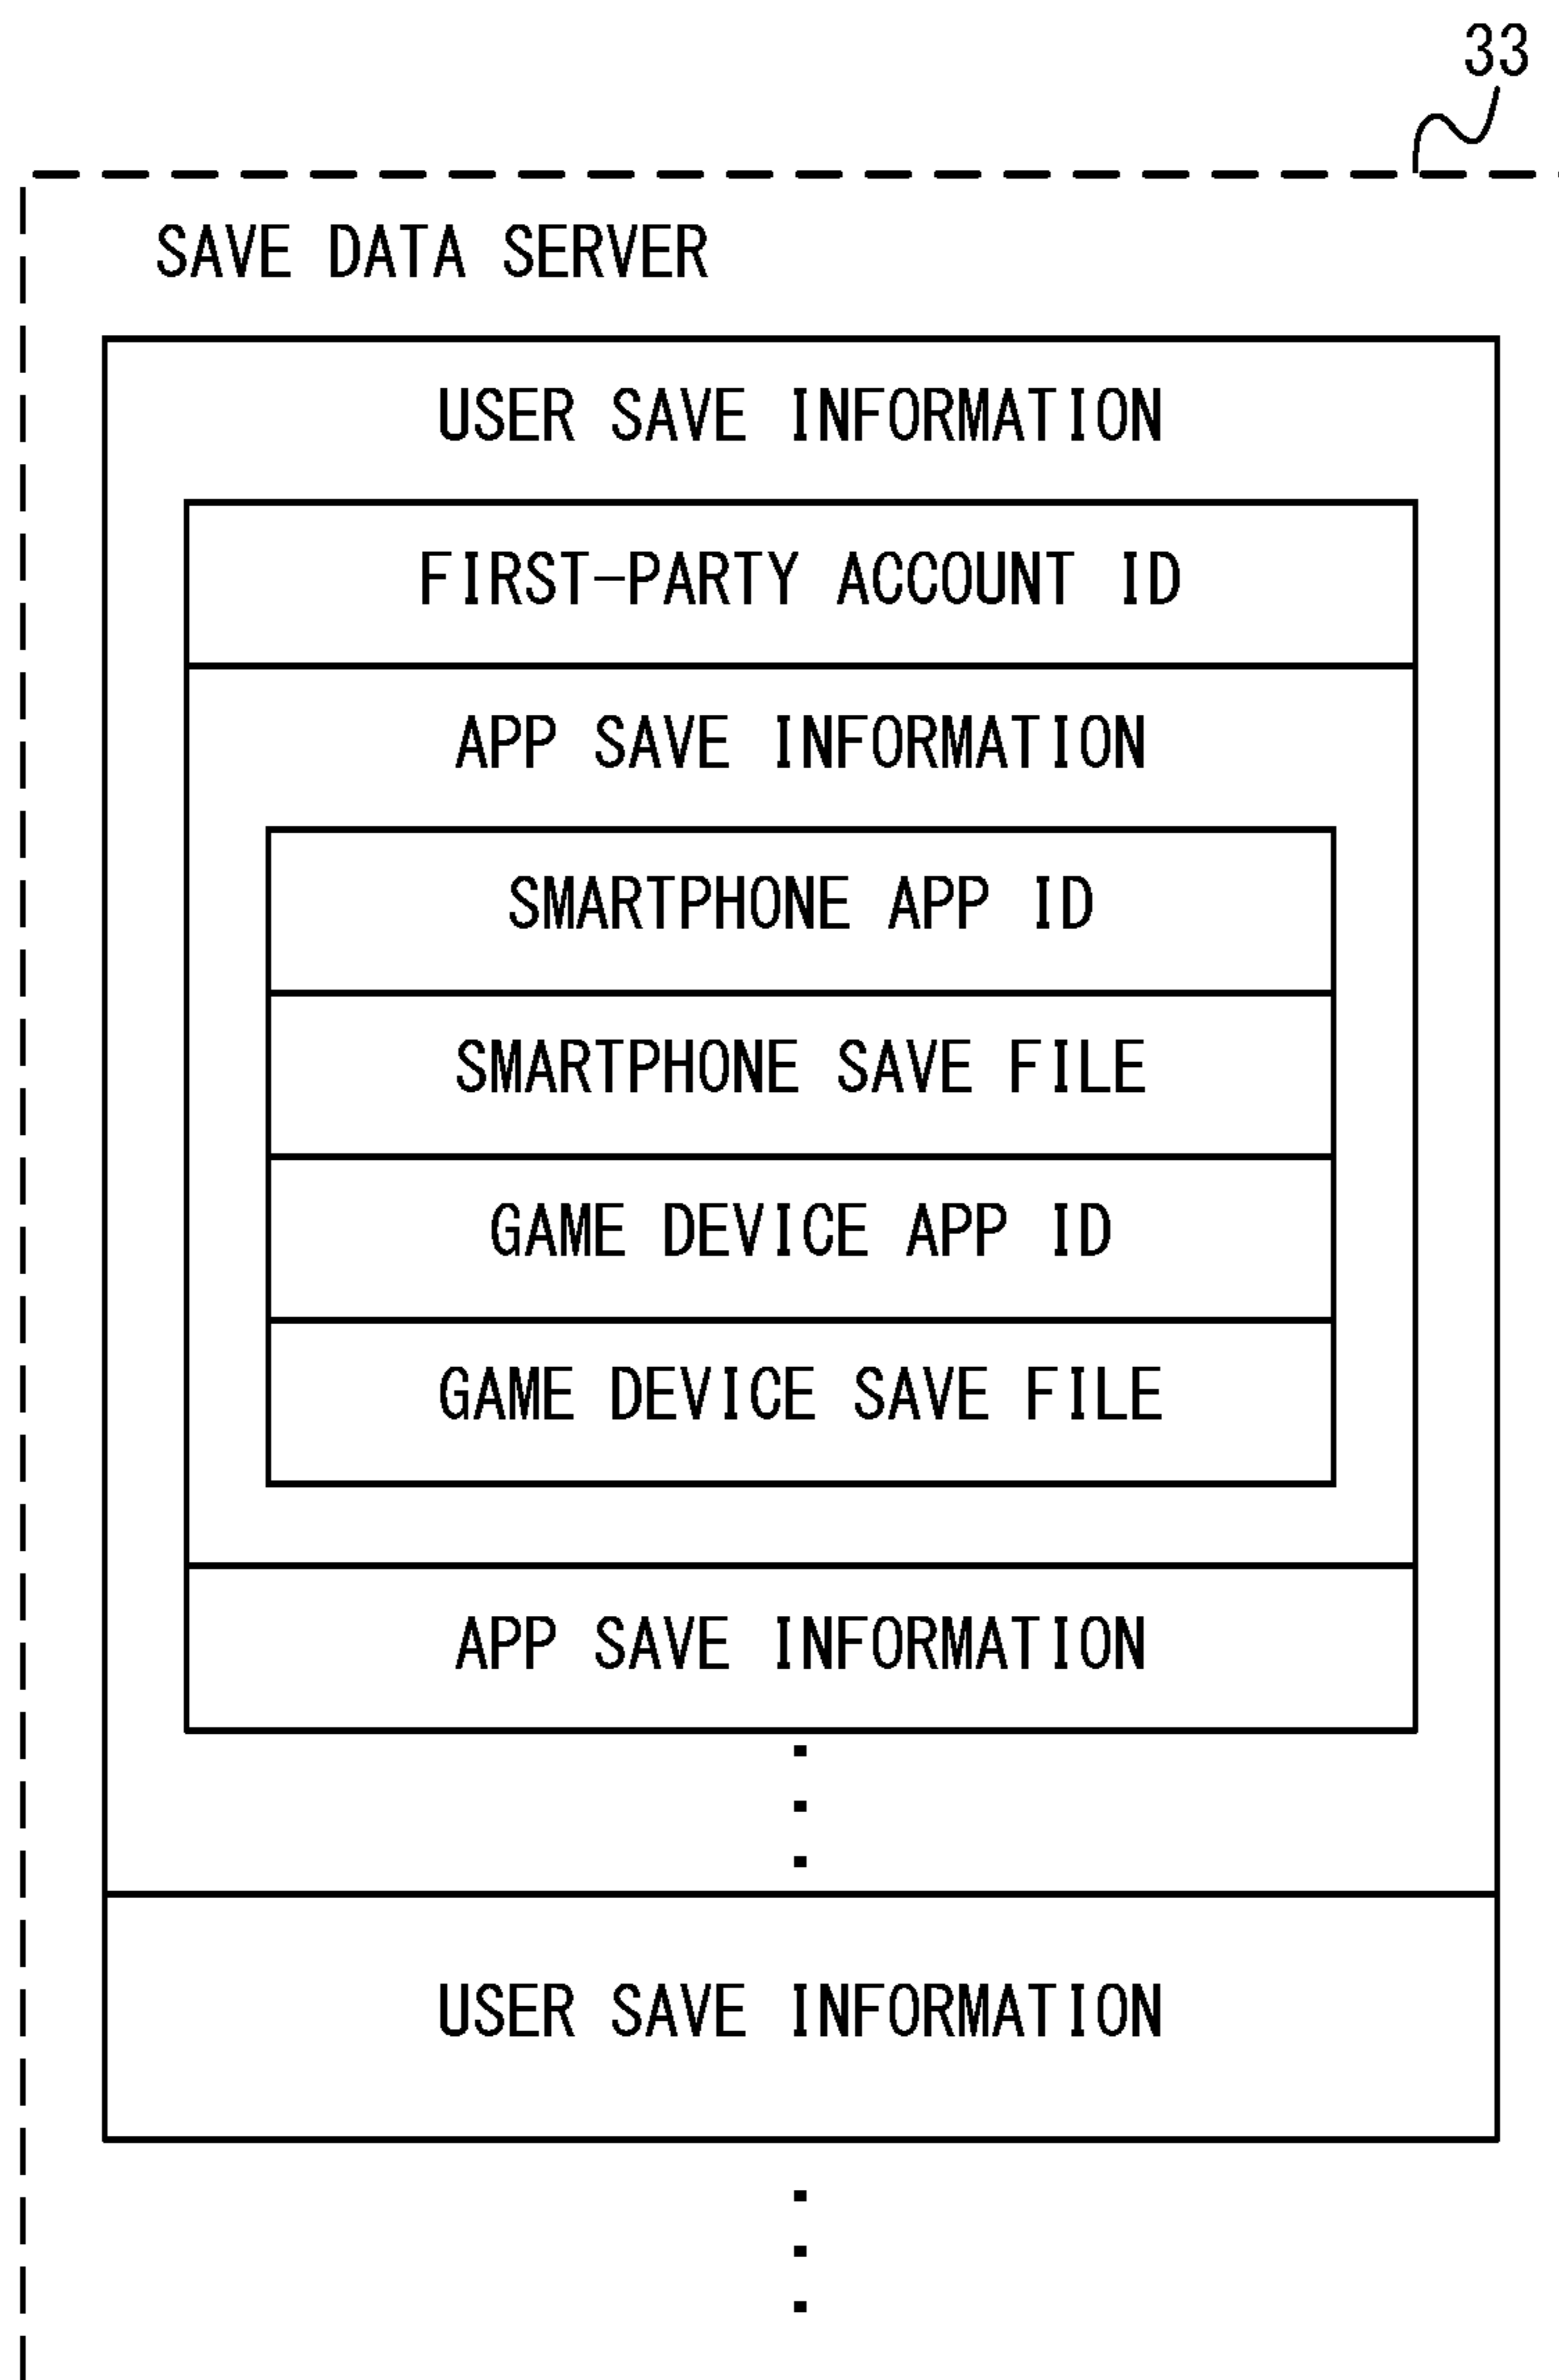 33
SAVE DATA SERVER
USER SAVE INFORMATION
FIRST-PARTY ACCOUNT ID
APP SAVE INFORMATION
SMARTPHONE APP ID
SMARTPHONE SAVE FILE
GAME DEVICE APP ID
GAME DEVICE SAVE FILE
APP SAVE INFORMATION
USER SAVE INFORMATION